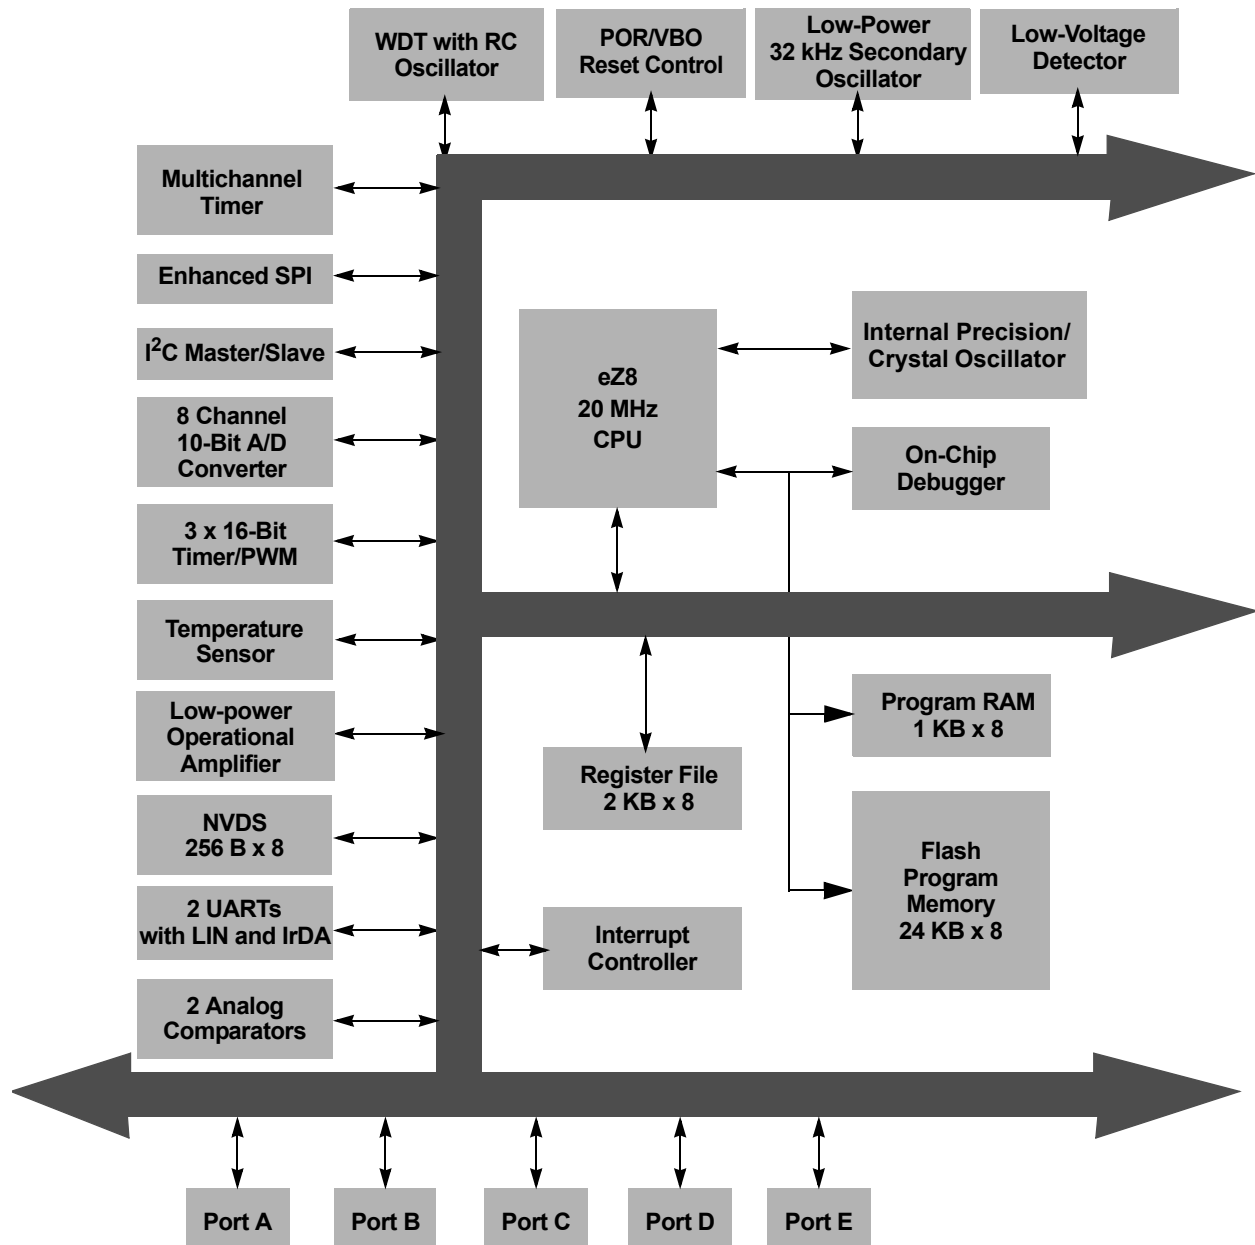 WDT with RC
Oscillator
POR/VBO
Reset Control
Low-Power
32 kHz Secondary
Oscillator
Low-Voltage
Detector
Multichannel
Timer
Enhanced SPI
I²C Master/Slave
8 Channel
10-Bit A/D
Converter
3 x 16-Bit
Timer/PWM
Temperature
Sensor
Low-power
Operational
Amplifier
NVDS
256 B x 8
2 UARTs
with LIN and IrDA
2 Analog
Comparators
eZ8
20 MHz
CPU
Internal Precision/
Crystal Oscillator
On-Chip
Debugger
Register File
2 KB x 8
Program RAM
1 KB x 8
Flash
Program
Memory
24 KB x 8
Interrupt
Controller
Port A
Port B
Port C
Port D
Port E